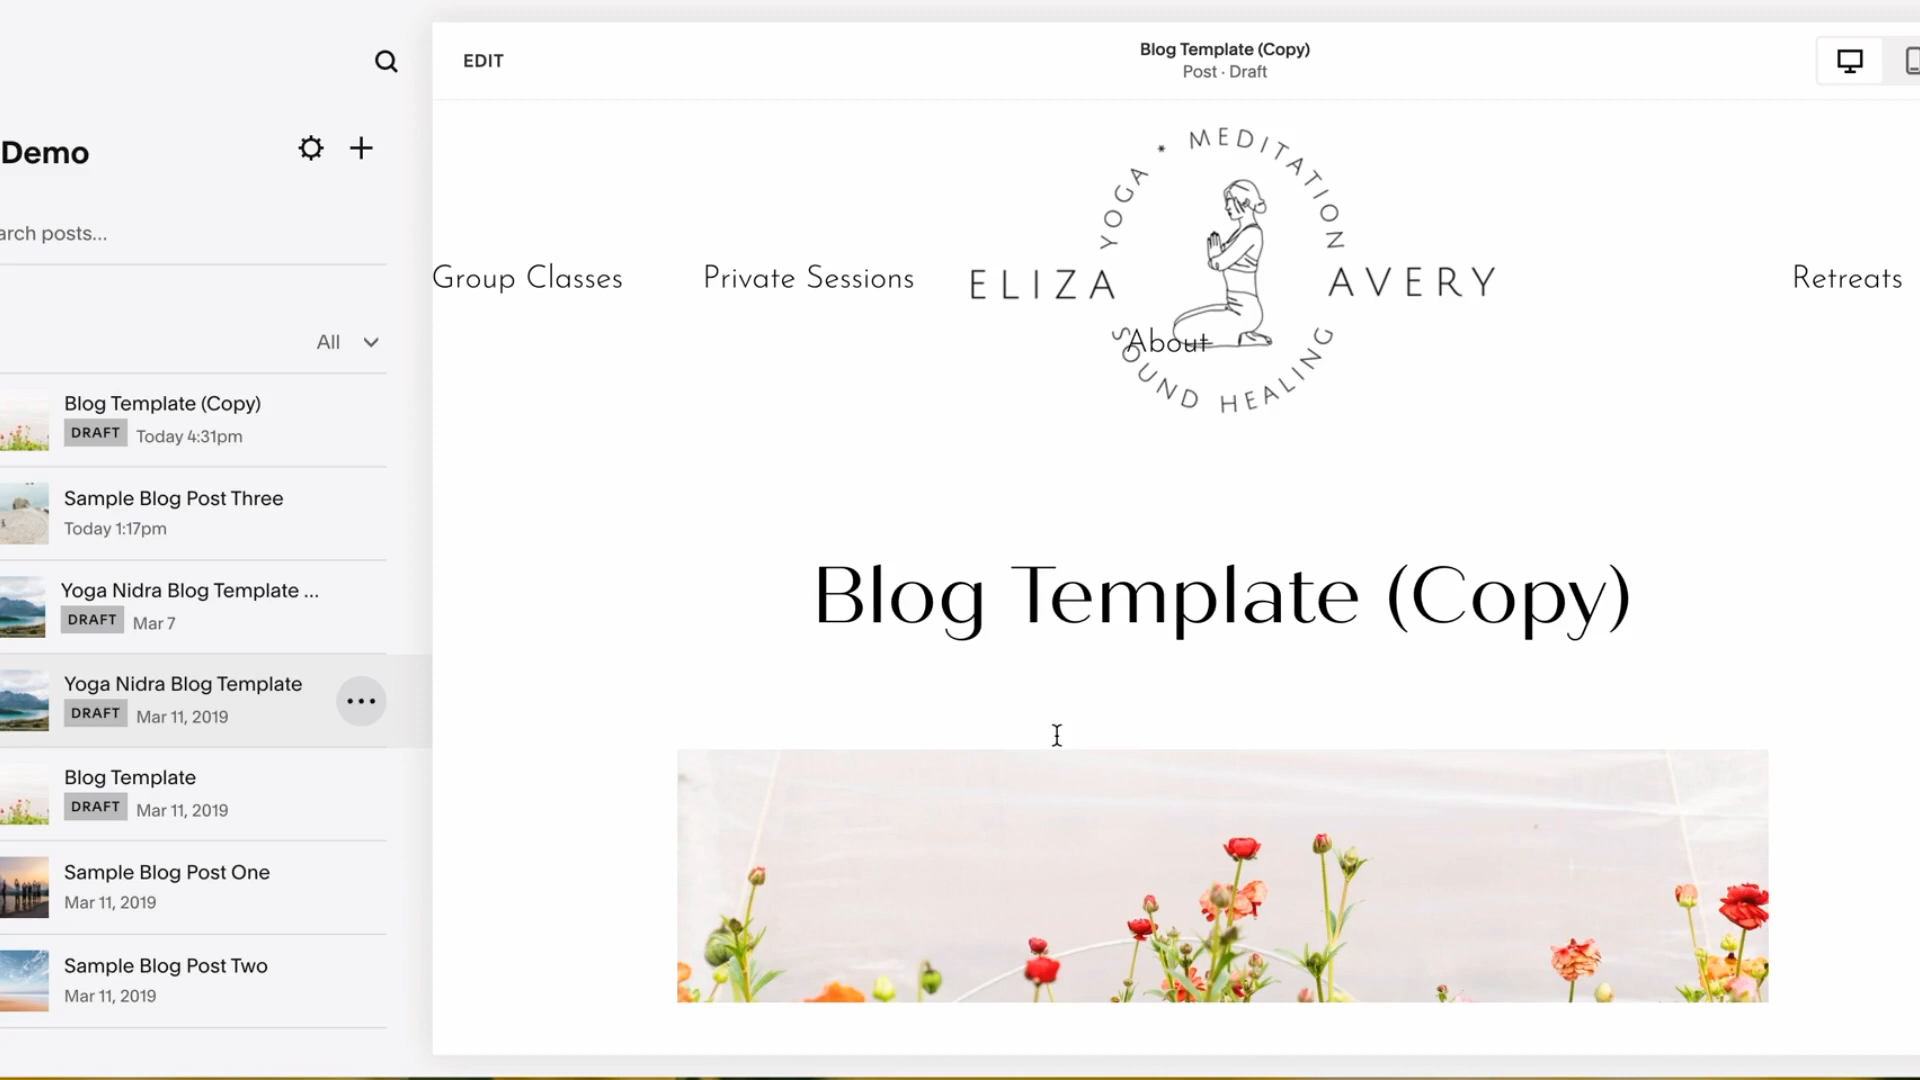 EDIT
Blog Template (Copy)
Post · Draft
Demo
arch posts...
All
Blog Template (Copy)
DRAFT Today 4:31pm
Sample Blog Post Three
Today 1:17pm
Yoga Nidra Blog Template ...
DRAFT Mar 7
Yoga Nidra Blog Template
DRAFT Mar 11, 2019
Blog Template
DRAFT Mar 11, 2019
Sample Blog Post One
Mar 11, 2019
Sample Blog Post Two
Mar 11, 2019
YOGA * MEDITATION
Group Classes
Private Sessions
ELIZA AVERY
Retreats
About
SOUND HEALING
Blog Template (Copy)